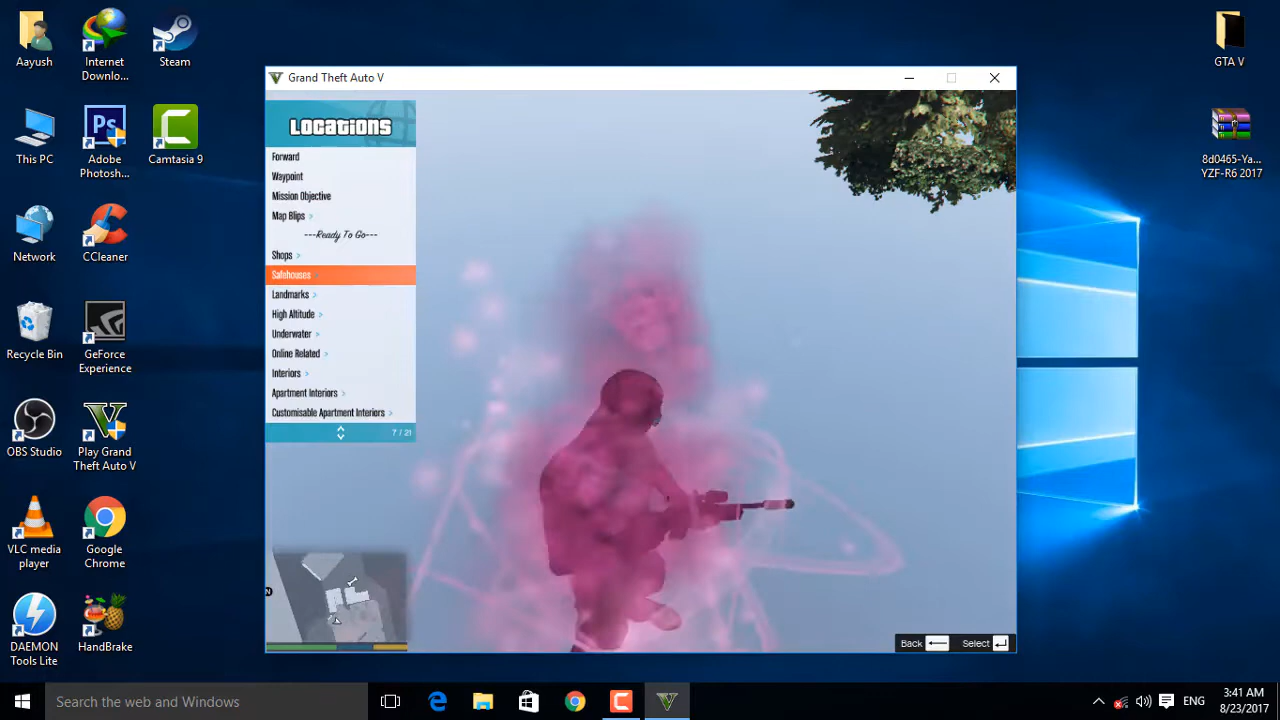 Aayush
Internet
Downlo...
Steam
This PC
Adobe
Photosh...
Camtasia 9
Network
CCleaner
Recycle Bin
GeForce
Experience
OBS Studio
Play Grand
Theft Auto V
VLC media
player
Google
Chrome
DAEMON
Tools Lite
HandBrake
Grand Theft Auto V
Locations
Forward
Waypoint
Mission Objective
Map Blips >
---Ready To Go---
Shops >
Safehouses >
Landmarks >
High Altitude >
Underwater >
Online Related >
Interiors >
Apartment Interiors >
Customisable Apartment Interiors >
7 / 21
N
Back
Select
GTA V
8d0465-Ya...
YZF-R6 2017
Search the web and Windows
ENG
3:41 AM
8/23/2017